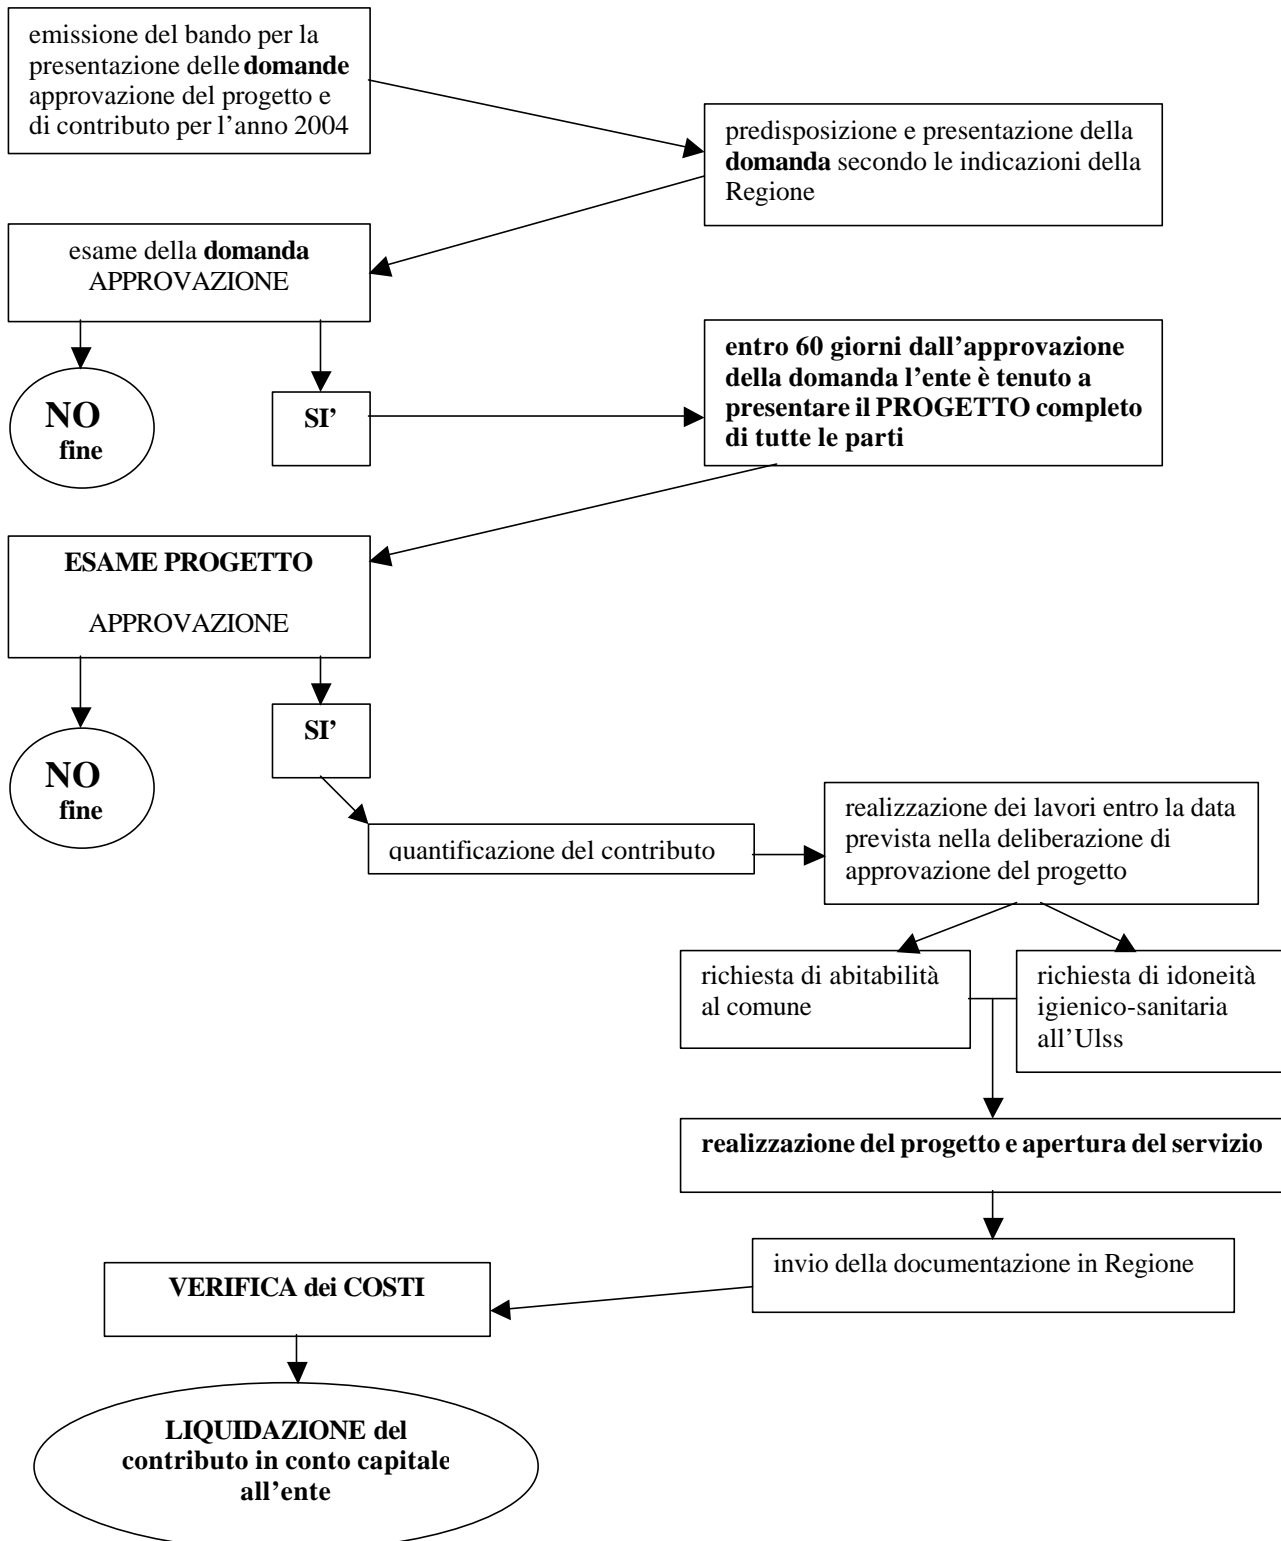 emissione del bando per la
presentazione delle domande
approvazione del progetto e
di contributo per l’anno 2004
predisposizione e presentazione della
domanda secondo le indicazioni della
Regione
esame della domanda
APPROVAZIONE
NO
fine
SI’
entro 60 giorni dall’approvazione
della domanda l’ente è tenuto a
presentare il PROGETTO completo
di tutte le parti
ESAME PROGETTO
APPROVAZIONE
NO
fine
SI’
quantificazione del contributo
realizzazione dei lavori entro la data
prevista nella deliberazione di
approvazione del progetto
richiesta di abitabilità
al comune
richiesta di idoneità
igienico-sanitaria
all’Ulss
realizzazione del progetto e apertura del servizio
invio della documentazione in Regione
VERIFICA dei COSTI
LIQUIDAZIONE del
contributo in conto capitale
all’ente